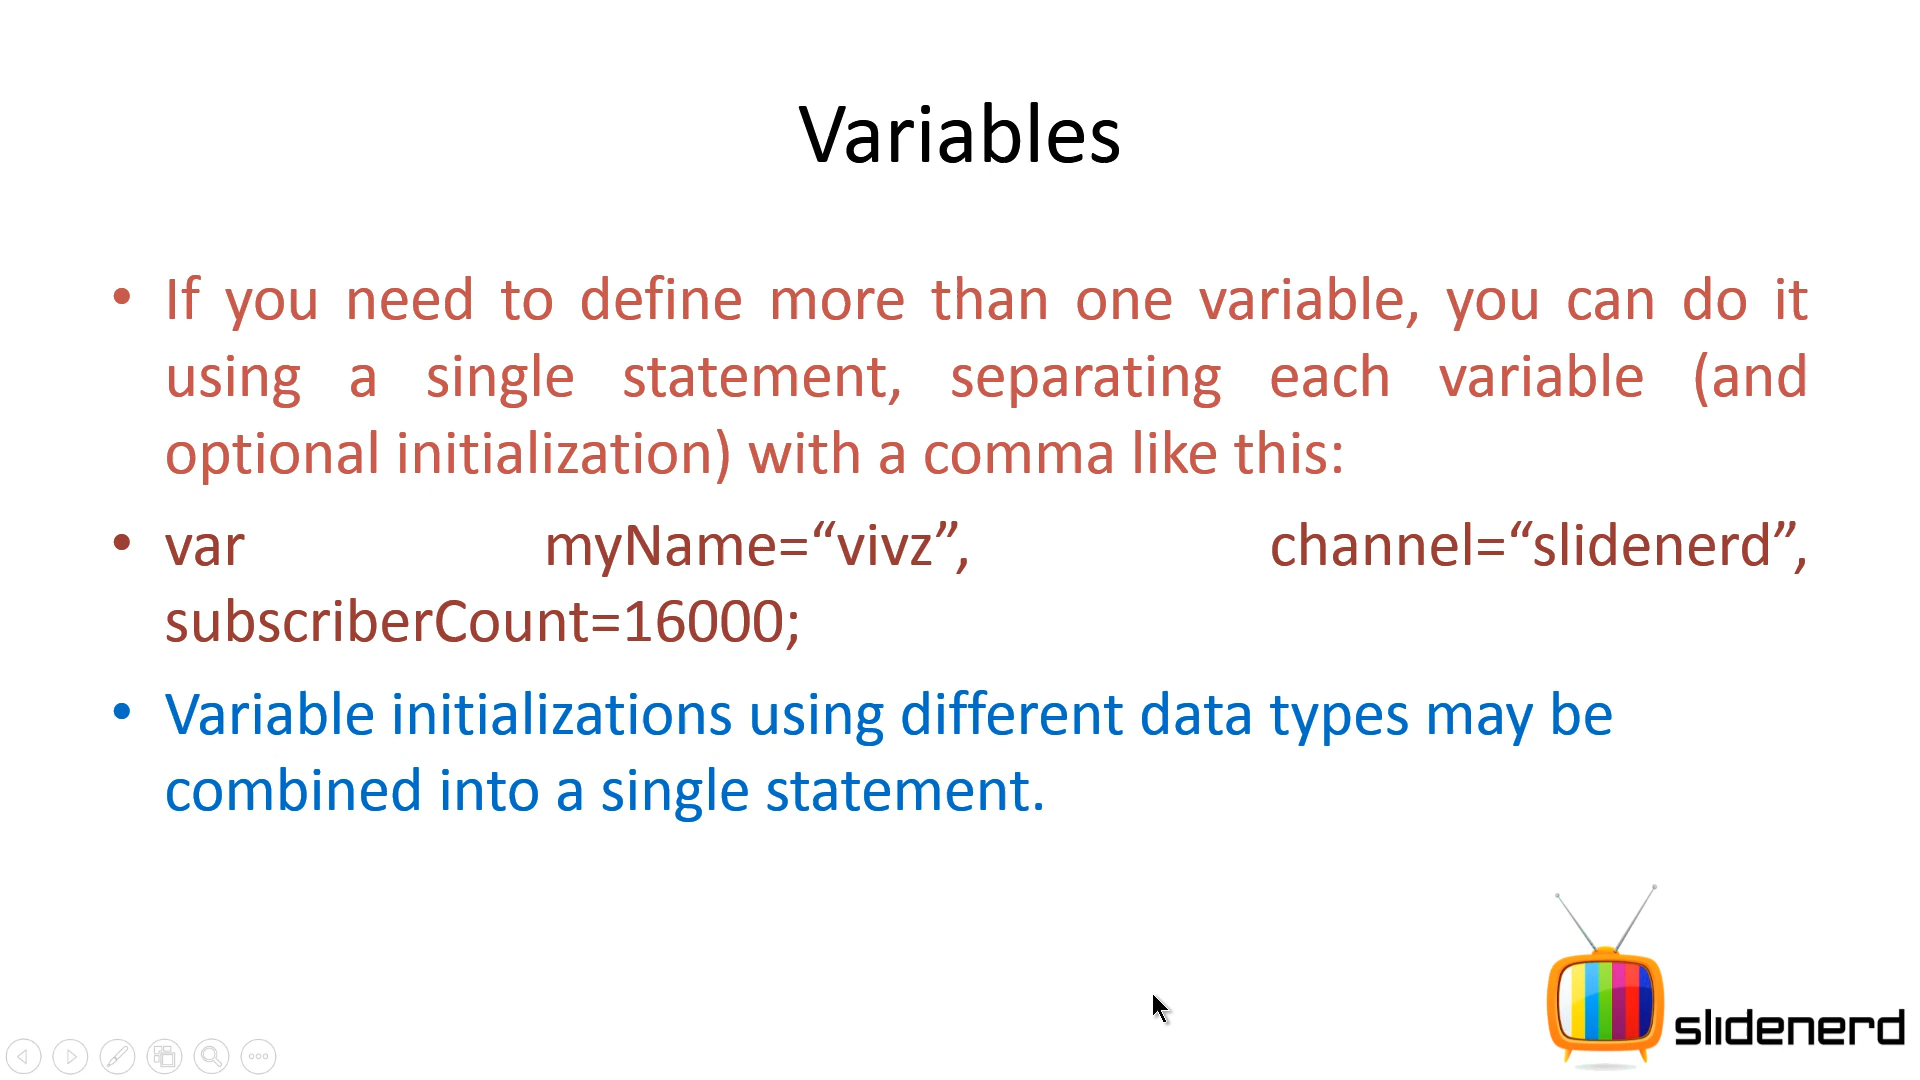 Variables
• If you need to define more than one variable, you can do it
using a single statement, separating each variable (and
optional initialization) with a comma like this:
• var myName=“vivz”, channel=“slidenerd”,
subscriberCount=16000;
• Variable initializations using different data types may be
combined into a single statement.
slidenerd